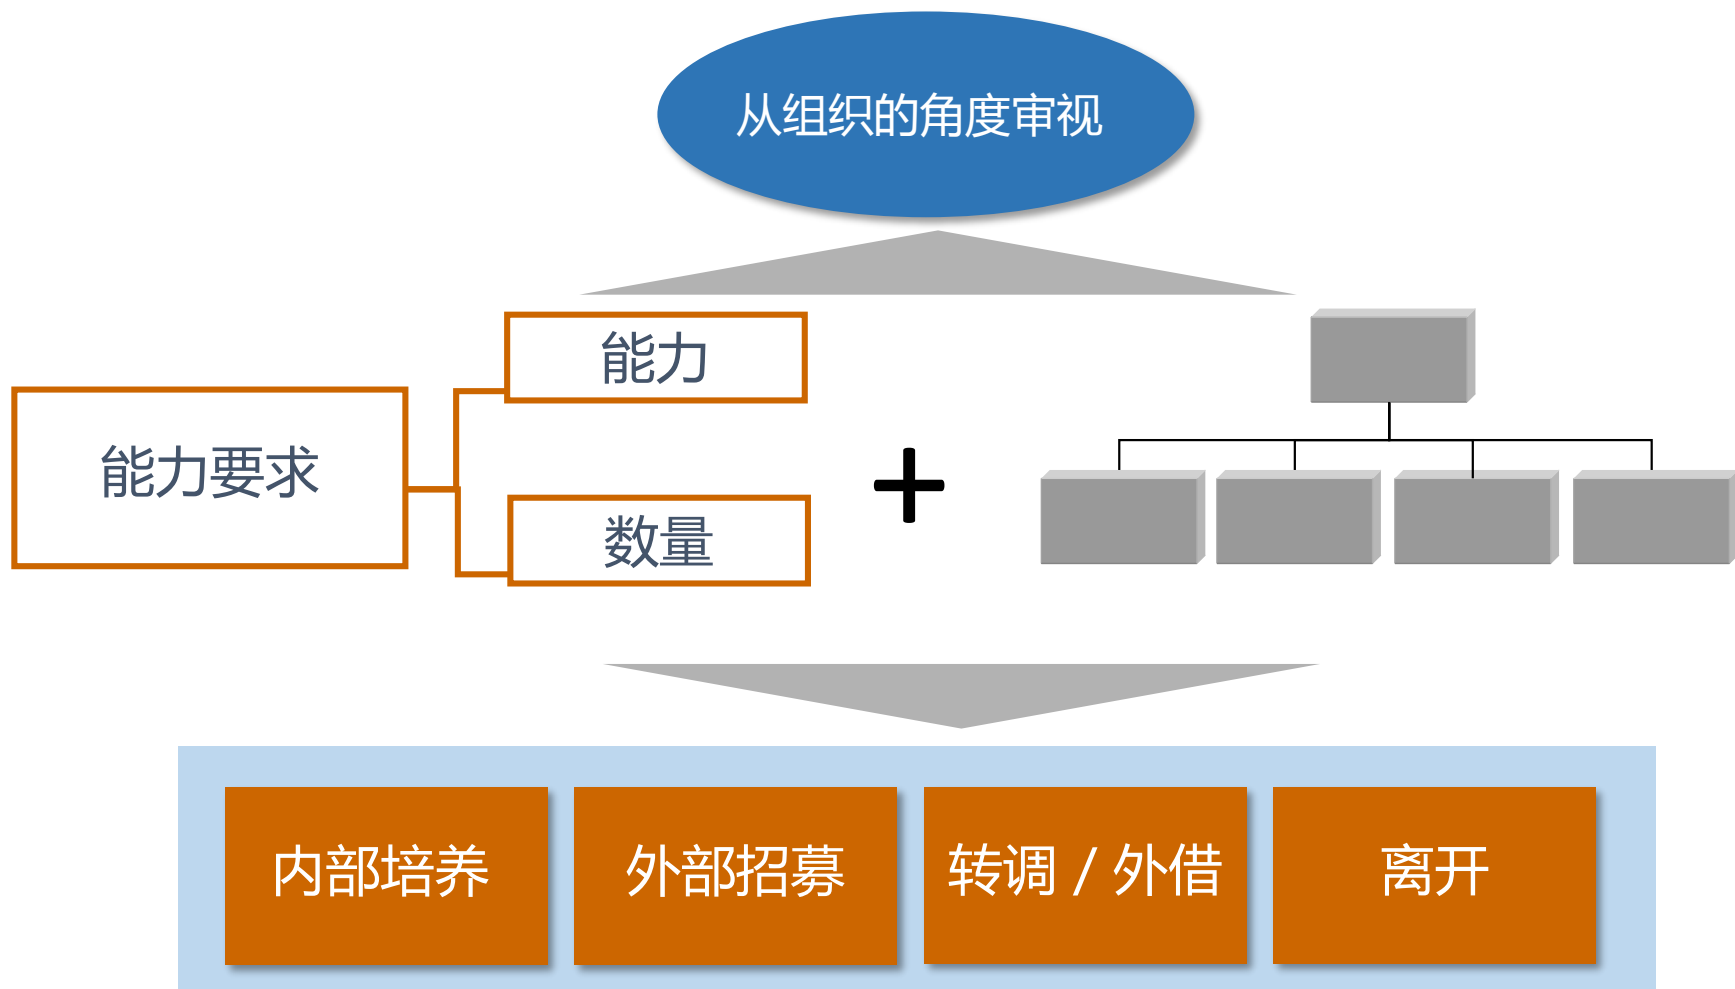 从组织的角度审视
能力
能力要求
数量
+
内部培养
外部招募
转调 / 外借
离开